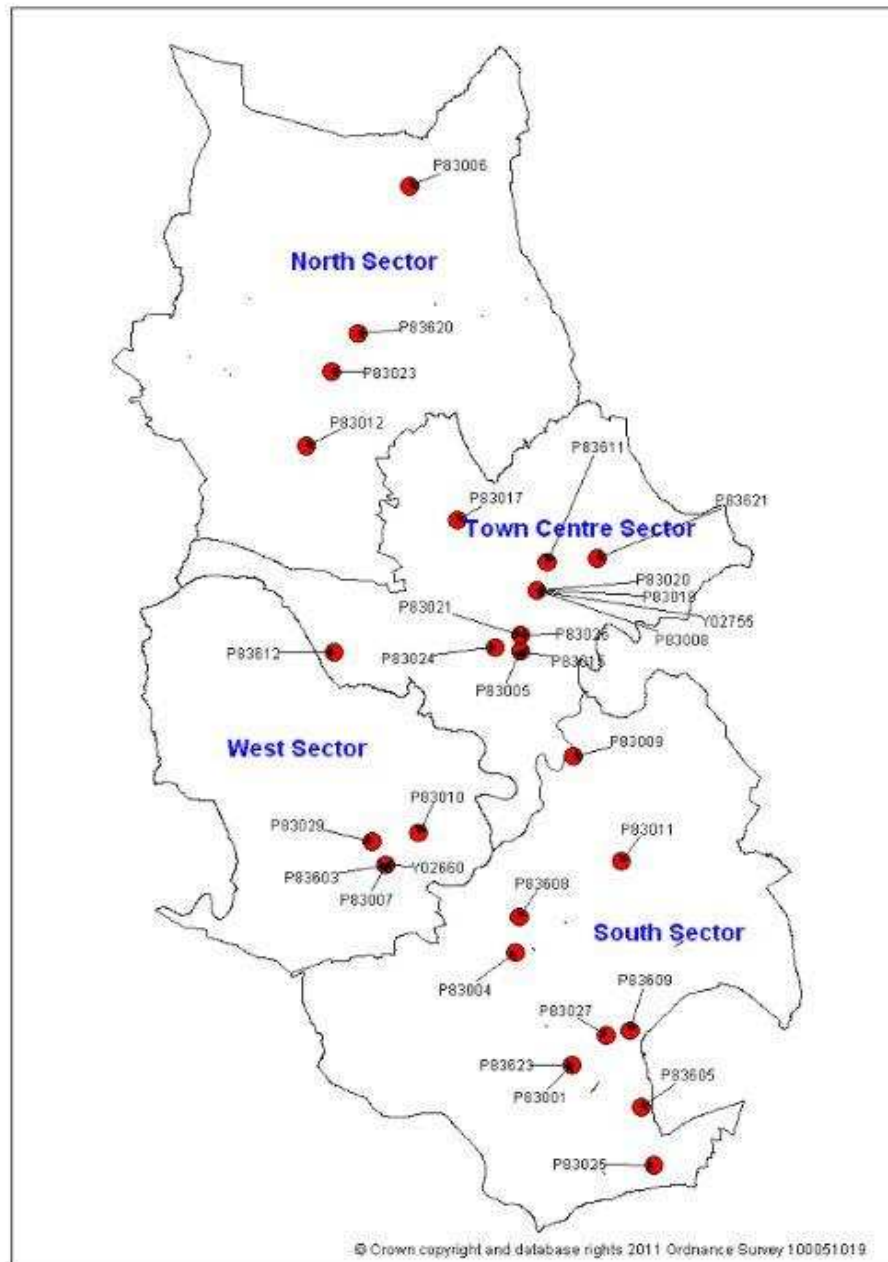 P83006
North Sector
P83620
P83023
P83012
P83611
P83017
P83621
Town Centre Sector
P83020
P83021
Y02755
P83026
P83008
P83612
P83024
P83015
P83005
West Sector
P83009
P83010
P83029
P83011
P83603
Y02660
P83007
P83608
South Sector
P83004
P83609
P83027
P83623
P83605
P83001
P83025
© Crown copyright and database rights 2011 Ordnance Survey 100051019